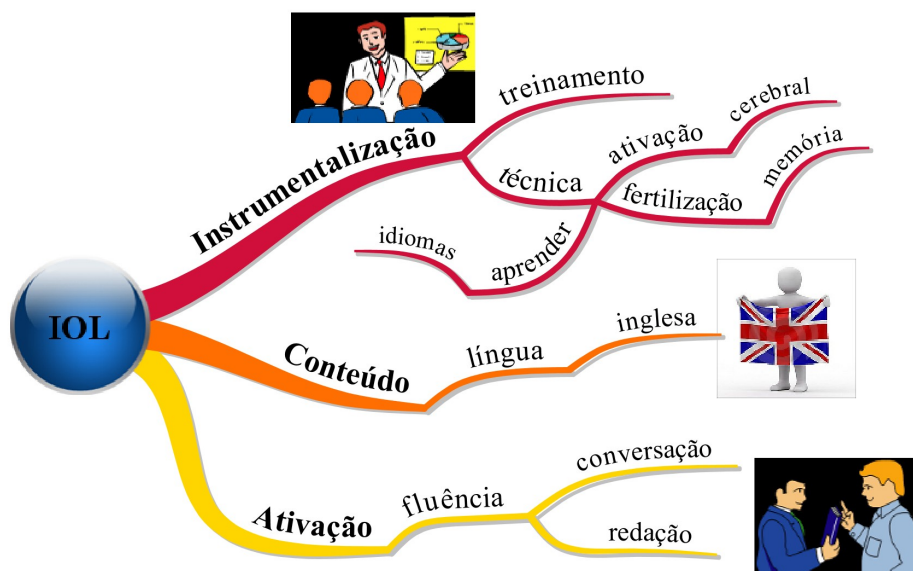 IOL
Instrumentalização
treinamento
técnica
ativação
cerebral
fertilização
memória
aprender
idiomas
Conteúdo
língua
inglesa
Ativação
fluência
conversação
redação